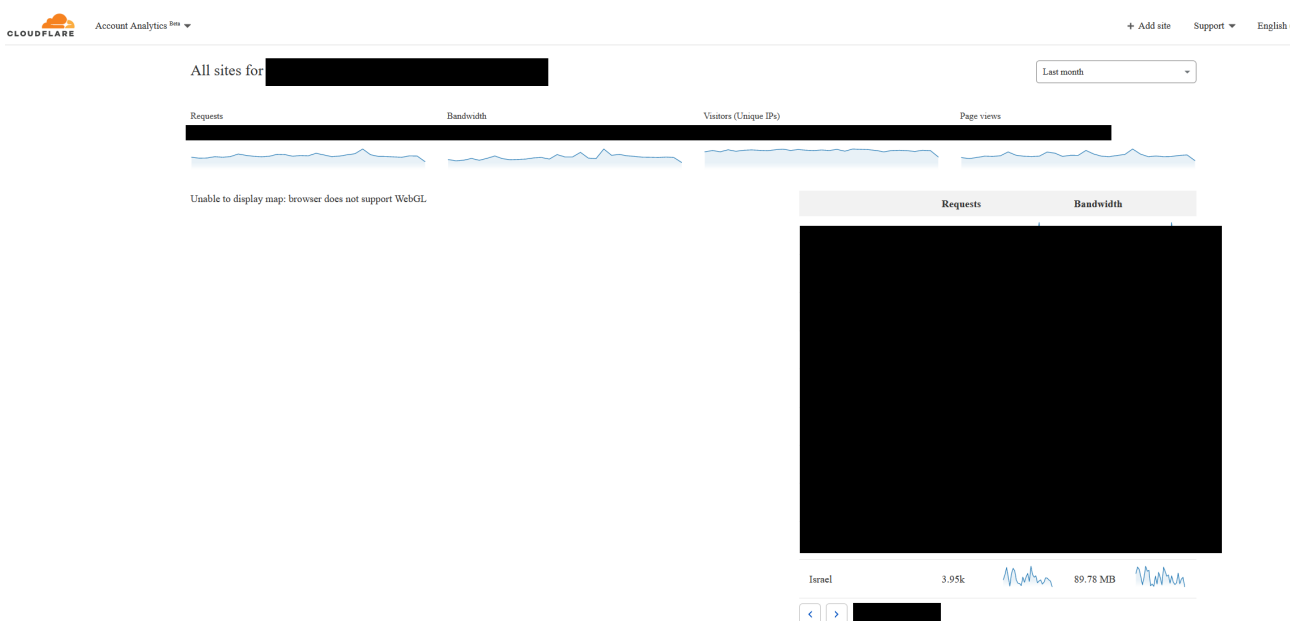 CLOUDFLARE
Account Analytics Beta
+ Add site
Support
English
All sites for
Last month
Requests
Bandwidth
Visitors (Unique IPs)
Page views
Unable to display map: browser does not support WebGL
Requests Bandwidth
Israel 3.95k 89.78 MB